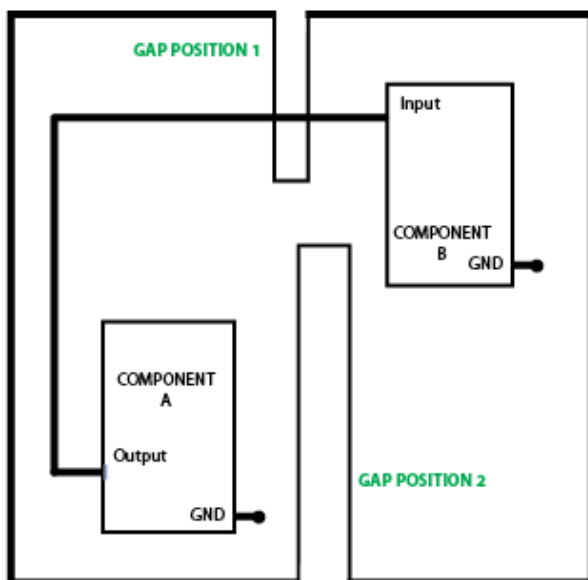 GAP POSITION 1
Input
COMPONENT
B
GND
COMPONENT
A
Output
GAP POSITION 2
GND